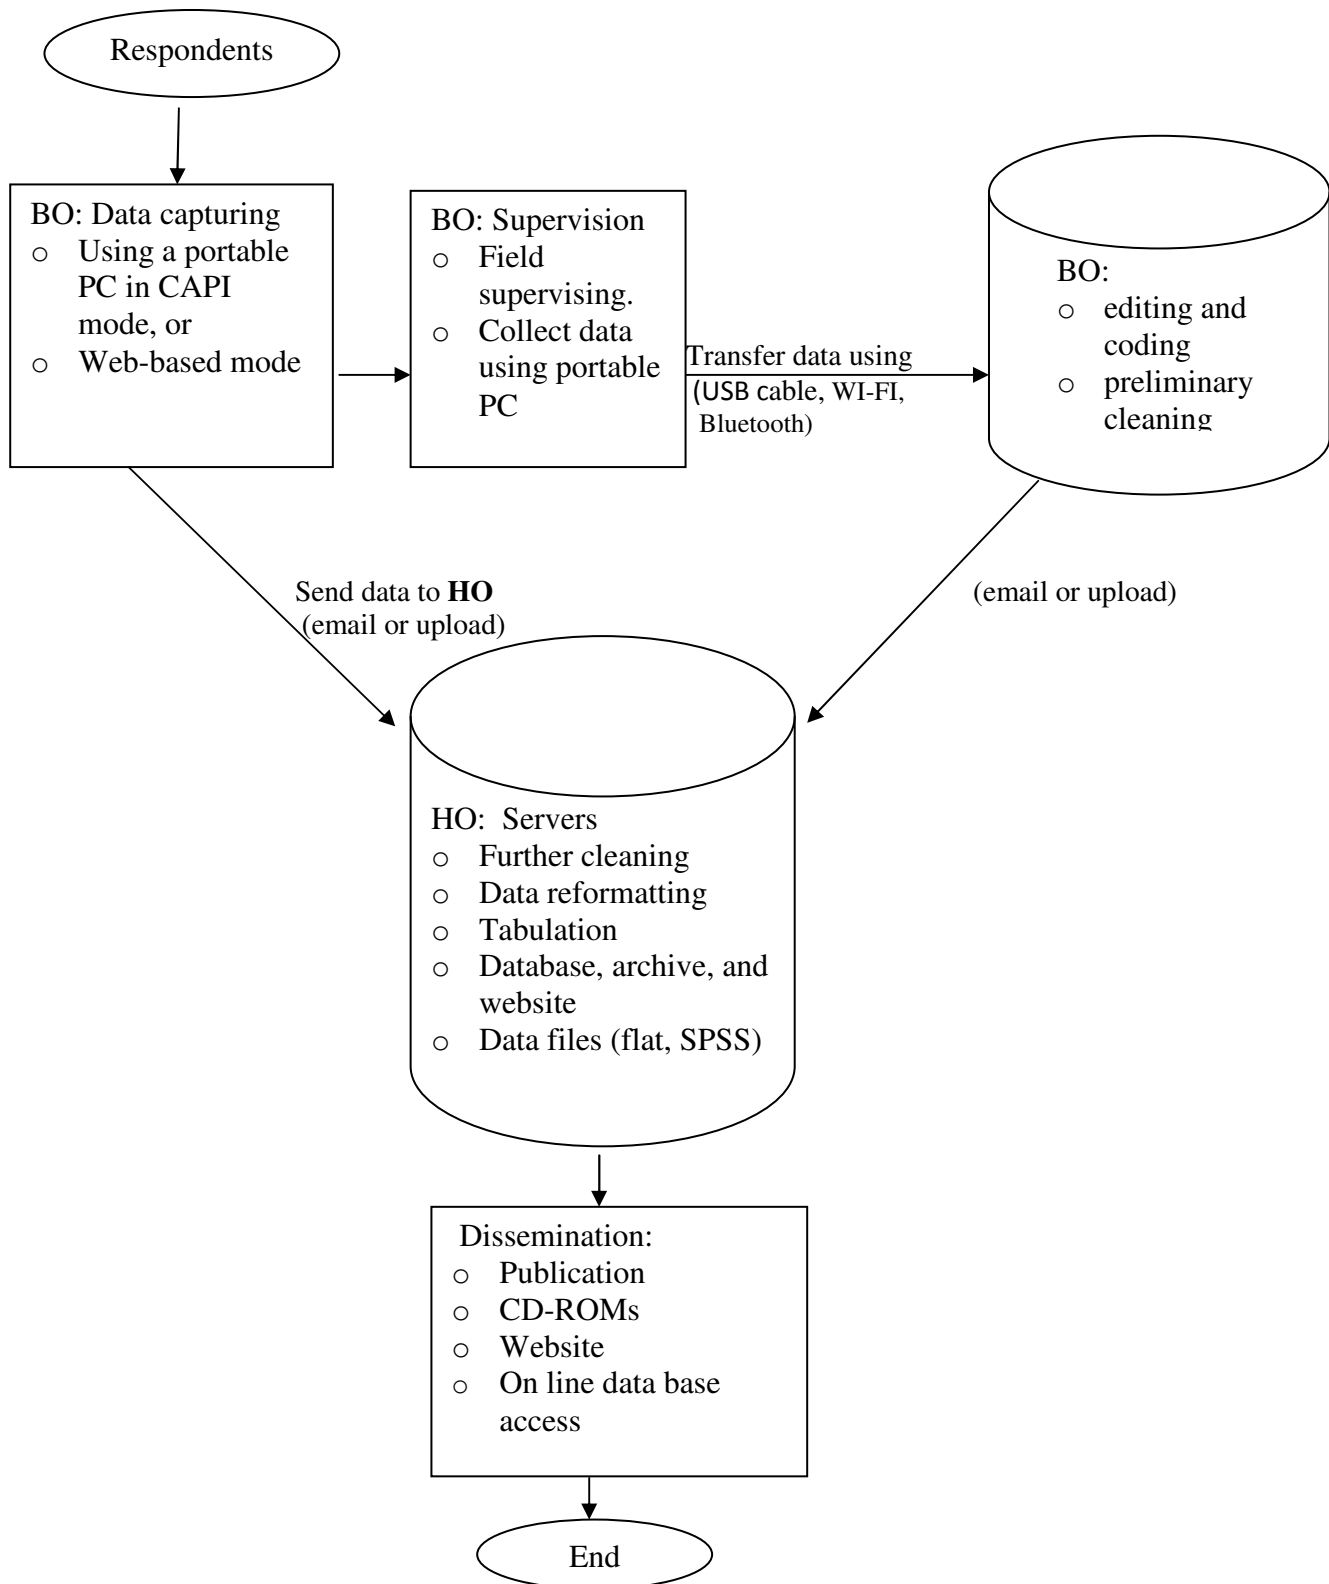 Respondents
BO: Data capturing
o Using a portable
PC in CAPI
mode, or
o Web-based mode
BO: Supervision
o Field
supervising.
o Collect data
using portable
PC
Transfer data using
(USB cable, WI-FI,
Bluetooth)
BO:
o editing and
coding
o preliminary
cleaning
Send data to HO
(email or upload)
(email or upload)
HO: Servers
o Further cleaning
o Data reformatting
o Tabulation
o Database, archive, and
website
o Data files (flat, SPSS)
Dissemination:
o Publication
o CD-ROMs
o Website
o On line data base
access
End